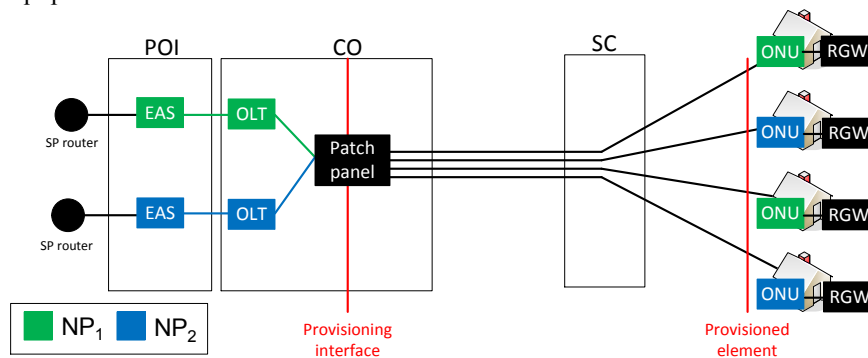 POI
CO
SC
ONU
RGW
EAS
OLT
SP router
Patch
panel
ONU
RGW
EAS
OLT
SP router
ONU
RGW
ONU
RGW
NP1
NP2
Provisioning
interface
Provisioned
element